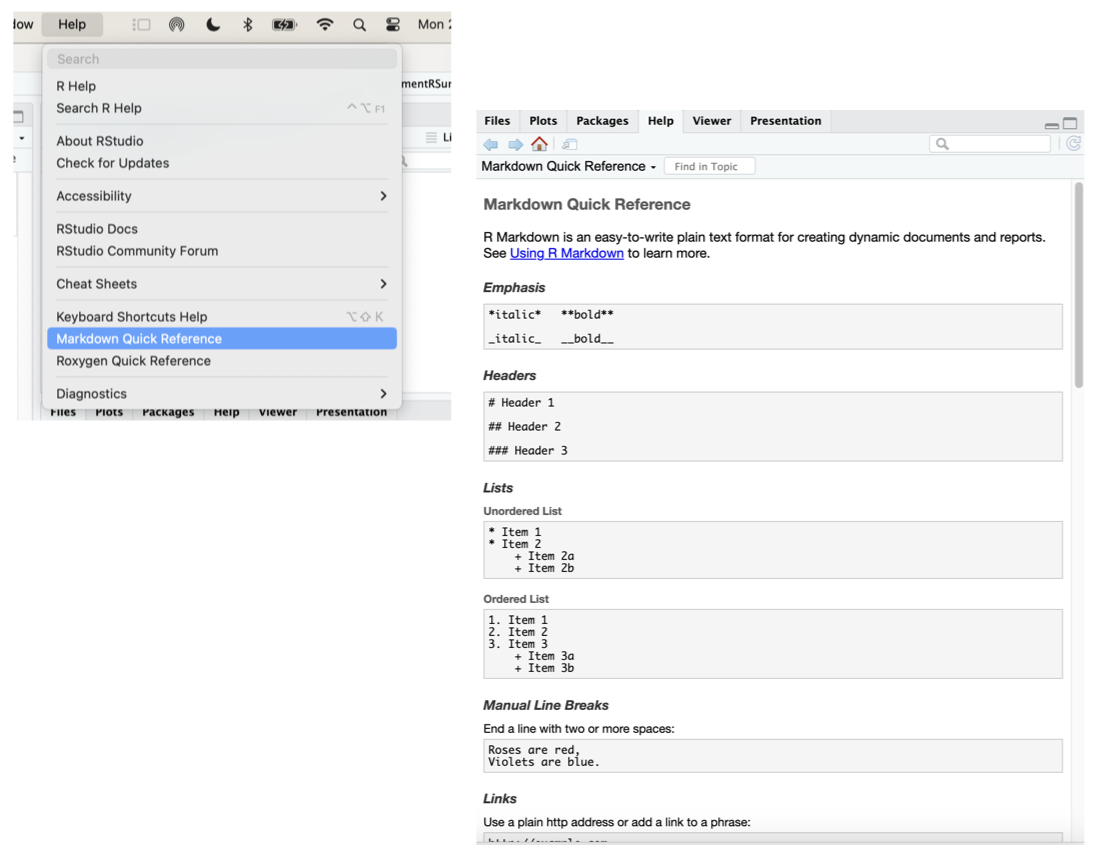 Help
Mon
Search
R Help
Search R Help ^⌥ F1
About RStudio
Check for Updates
Accessibility
RStudio Docs
RStudio Community Forum
Cheat Sheets
Keyboard Shortcuts Help ⌥⇧ K
Markdown Quick Reference
Roxygen Quick Reference
Diagnostics
Files Plots Packages Help Viewer Presentation
Files Plots Packages Help Viewer Presentation
Markdown Quick Reference Find in Topic
Markdown Quick Reference
R Markdown is an easy-to-write plain text format for creating dynamic documents and reports.
See Using R Markdown to learn more.
Emphasis
*italic* **bold**
_italic_ __bold__
Headers
# Header 1
## Header 2
### Header 3
Lists
Unordered List
* Item 1
* Item 2
+ Item 2a
+ Item 2b
Ordered List
1. Item 1
2. Item 2
3. Item 3
+ Item 3a
+ Item 3b
Manual Line Breaks
End a line with two or more spaces:
Roses are red,
Violets are blue.
Links
Use a plain http address or add a link to a phrase: